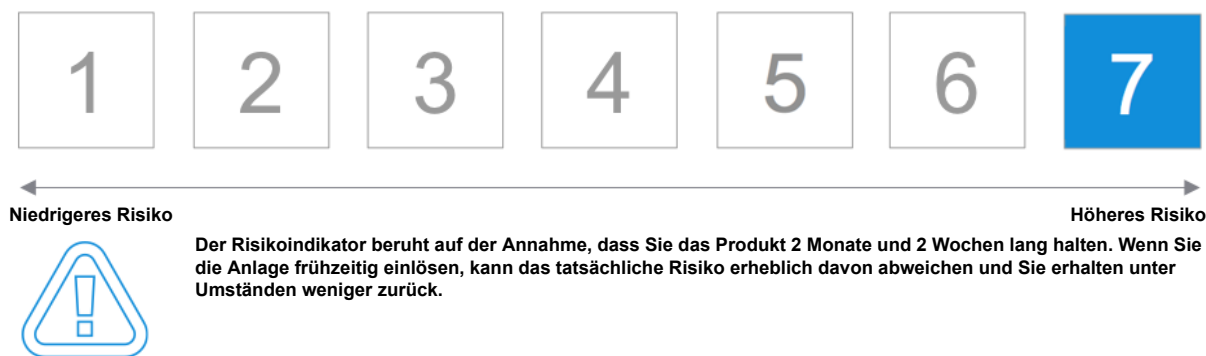 1 2 3 4 5 6 7
Niedrigeres Risiko Höheres Risiko
Der Risikoindikator beruht auf der Annahme, dass Sie das Produkt 2 Monate und 2 Wochen lang halten. Wenn Sie
die Anlage frühzeitig einlösen, kann das tatsächliche Risiko erheblich davon abweichen und Sie erhalten unter
Umständen weniger zurück.